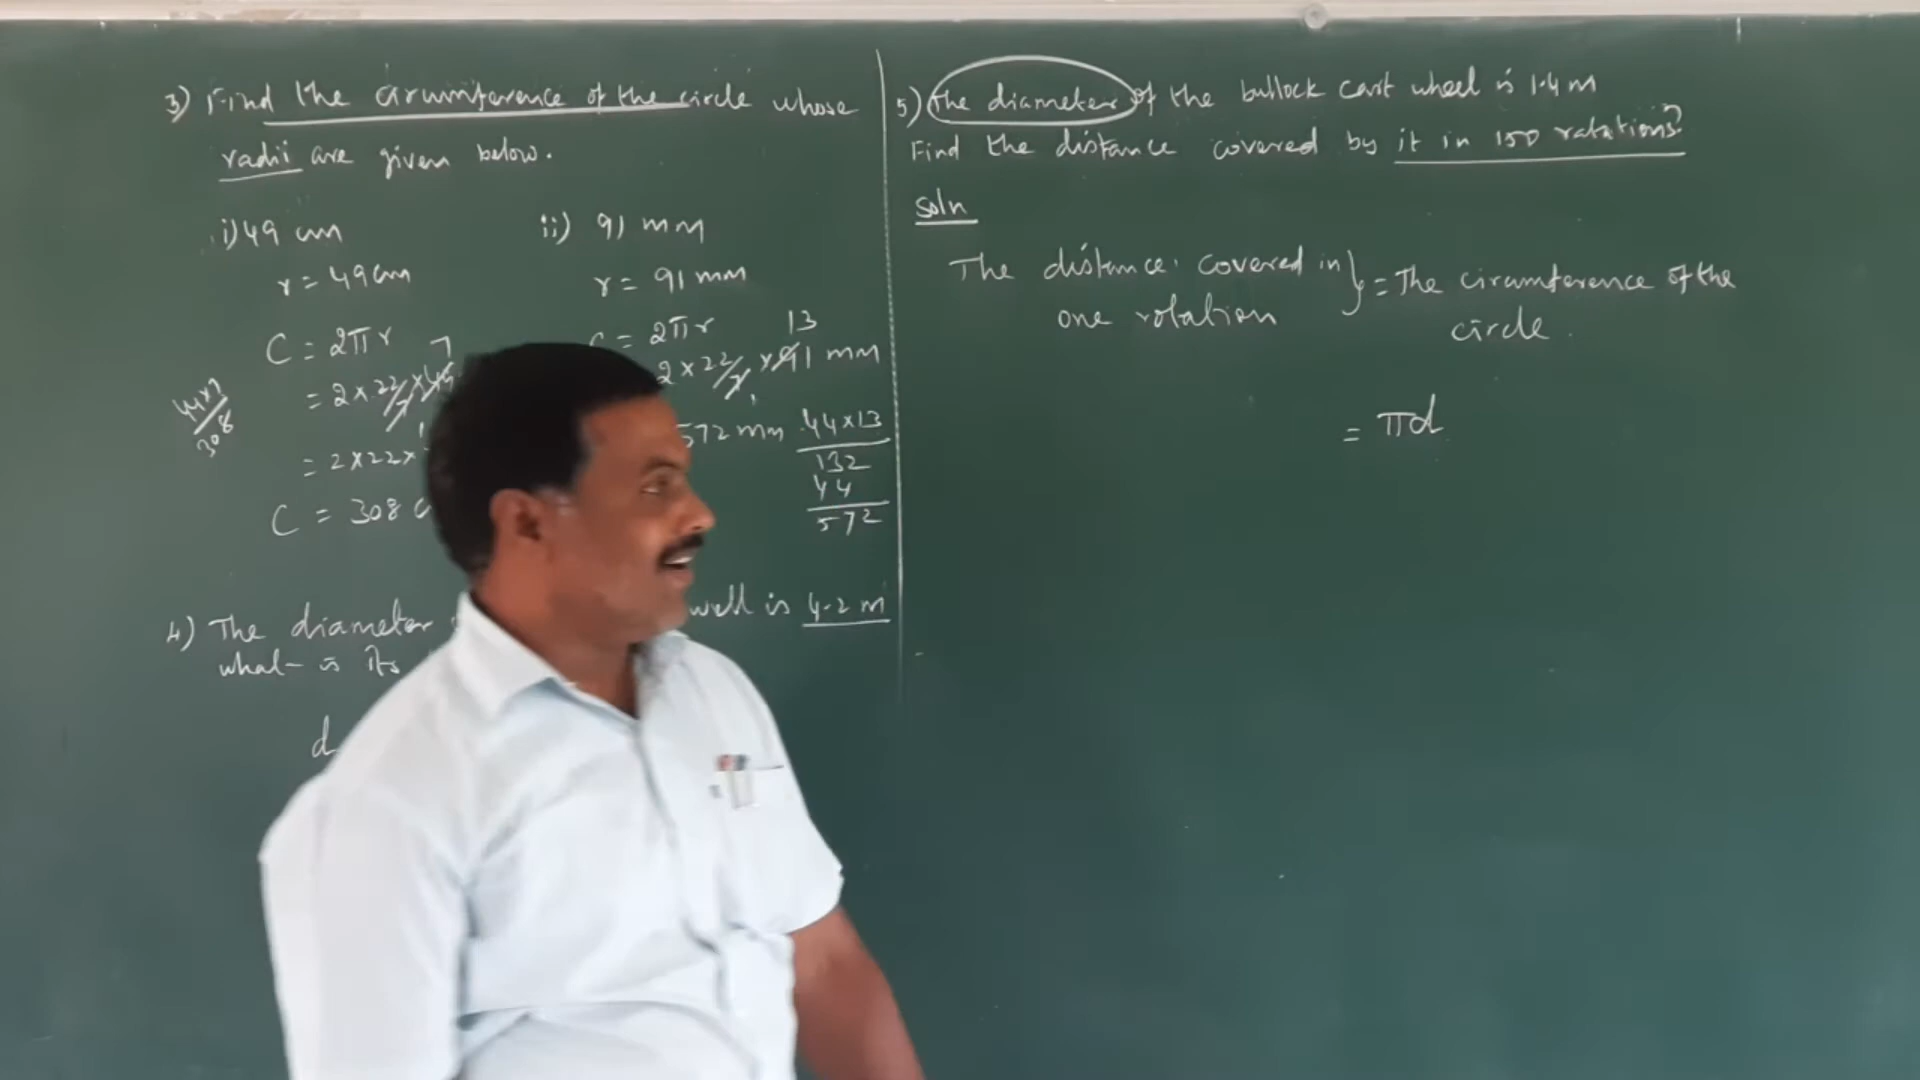 3) Find the circumference of the circle whose
radii are given below.
i) 49 cm
r = 49 cm
C = 2πr
= 2 × 22/7 × 49 7
= 2×22×
C = 308
44×7
308
ii) 91 mm
r = 91 mm
= 2πr
2 × 22/7 × 91 mm 13
572 mm
44×13
132
44
572
4) The diameter well is 4.2 m
what is its
d
5) The diameter of the bullock cart wheel is 1.4 m
Find the distance covered by it in 150 rotations?
Soln
The distance covered in } = The circumference of the
one rotation circle.
= πd